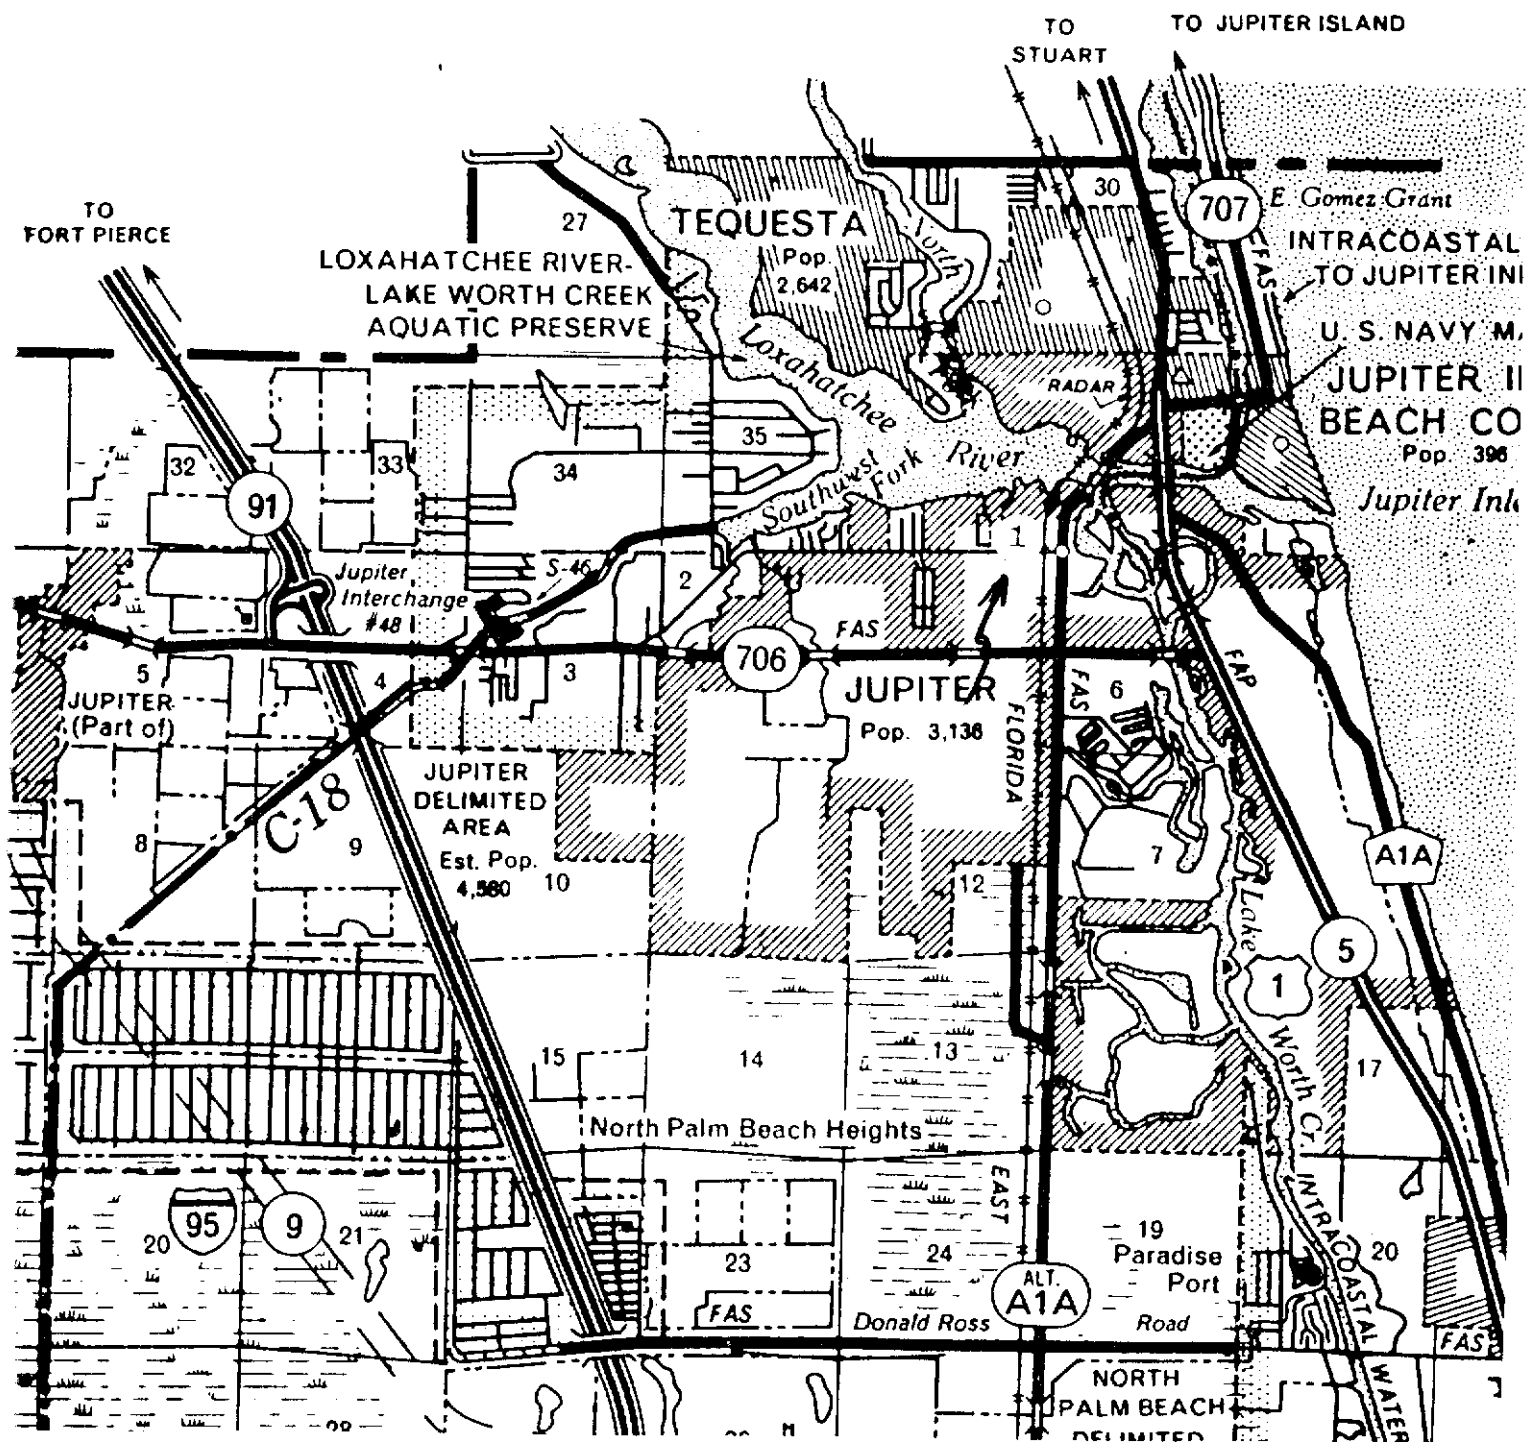 TO
STUART
TO JUPITER ISLAND
30
707
E. Gomez Grant
TO
FORT PIERCE
27
TEQUESTA
Pop.
2,642
North
FAS
INTRACOASTAL
TO JUPITER
LOXAHATCHEE RIVER-
LAKE WORTH CREEK
AQUATIC PRESERVE
U. S. NAVY
JUPITER
BEACH
Pop. 396
Loxahatchee
River
RADAR
35
32
33
34
91
Southwest
Fork
Jupiter
1
S-46
2
Jupiter
Interchange
#48
FAS
706
5
4
3
JUPITER
(Part of)
JUPITER
Pop. 3,136
FAS
6
FAP
FLORIDA
JUPITER
DELIMITED
AREA
Est. Pop.
4,580
C-18
8
9
10
7
A1A
12
Lake
5
1
15
14
13
Worth Cr.
17
North Palm Beach Heights
EAST
INTRACOASTAL
WATER
95
9
20
21
23
24
19
Paradise
Port
20
ALT.
A1A
FAS
Donald Ross
Road
FAS
NORTH
PALM BEACH
DELIMITED